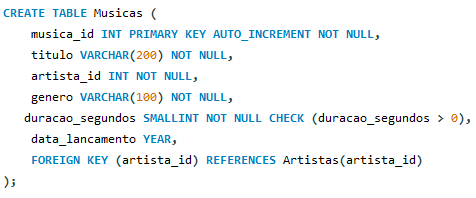 CREATE TABLE Musicas (
musica_id INT PRIMARY KEY AUTO_INCREMENT NOT NULL,
titulo VARCHAR(200) NOT NULL,
artista_id INT NOT NULL,
genero VARCHAR(100) NOT NULL,
duracao_segundos SMALLINT NOT NULL CHECK (duracao_segundos > 0),
data_lancamento YEAR,
FOREIGN KEY (artista_id) REFERENCES Artistas(artista_id)
);